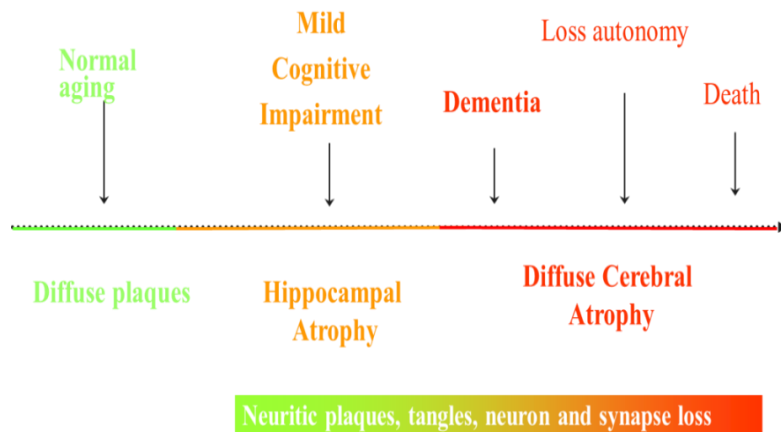 Normal
aging
Mild
Cognitive
Impairment
Dementia
Loss autonomy
Death
Diffuse plaques
Hippocampal
Atrophy
Diffuse Cerebral
Atrophy
Neuritic plaques, tangles, neuron and synapse loss